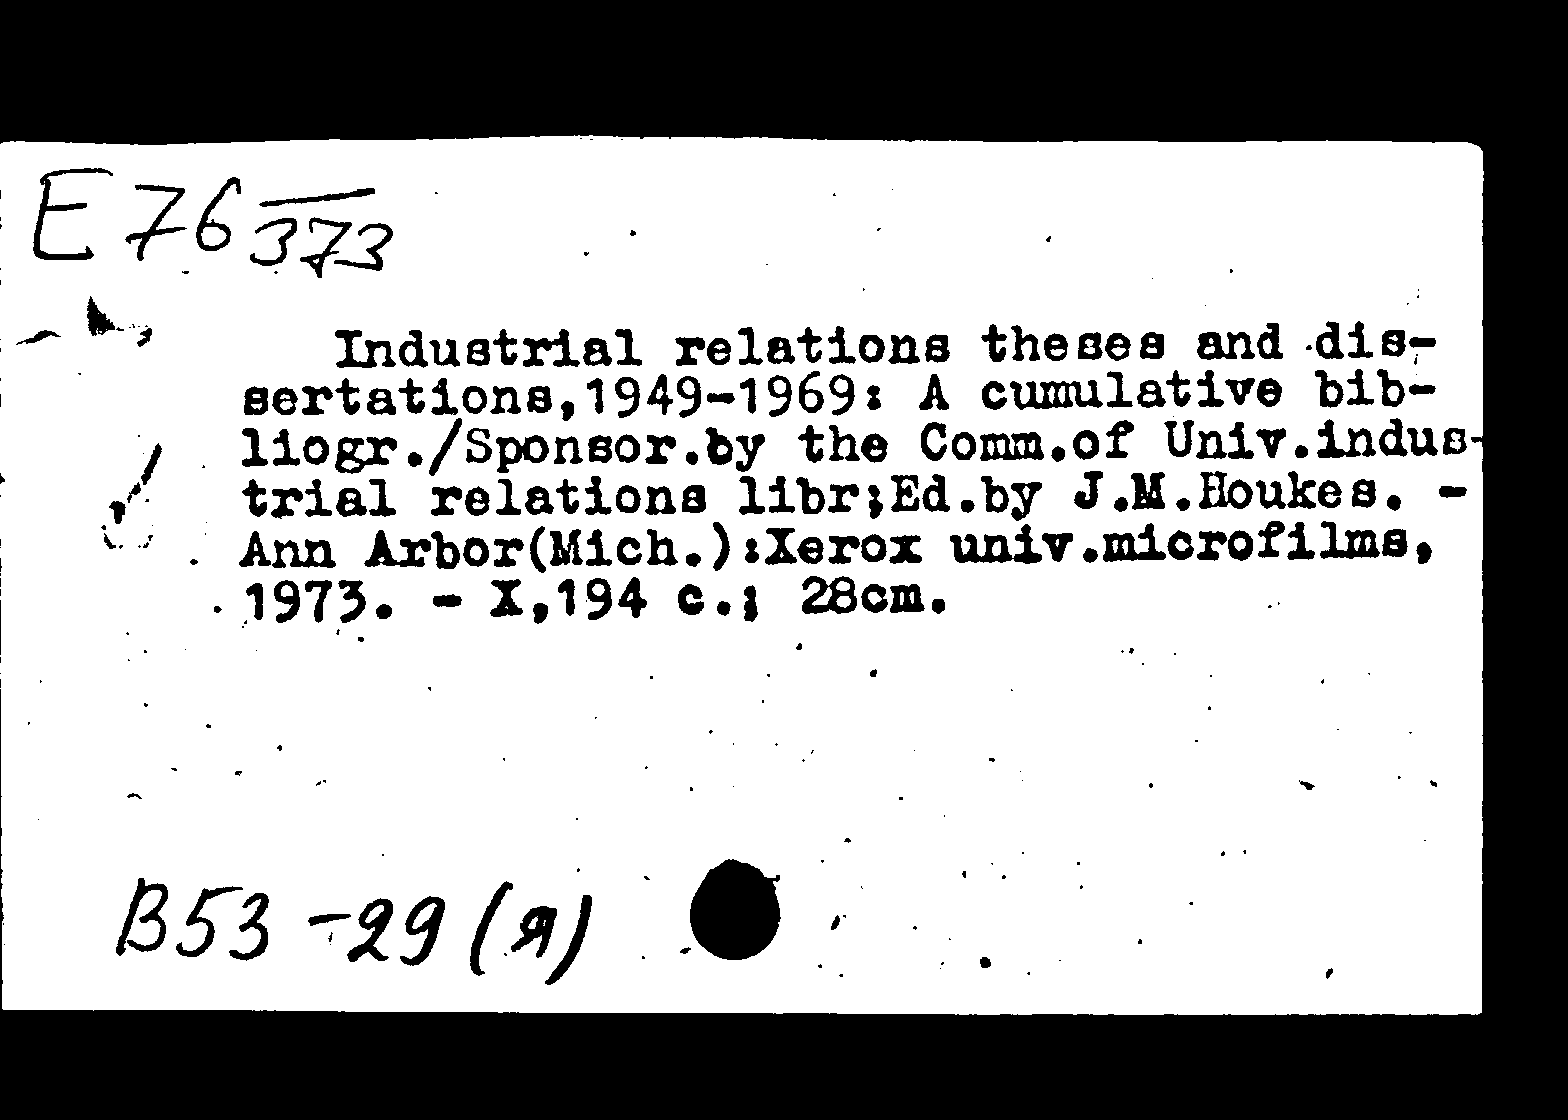 E 76 373
Industrial relations theses and dis-
sertations,1949-1969: A cumulative bib-
liogr./Sponsor.by the Comm.of Univ.indus-
trial relations libr;Ed.by J.M.Houkes. -
Ann Arbor(Mich.):Xerox univ.microfilms,
1973. - X,194 c.; 28cm.
B53-29(я)